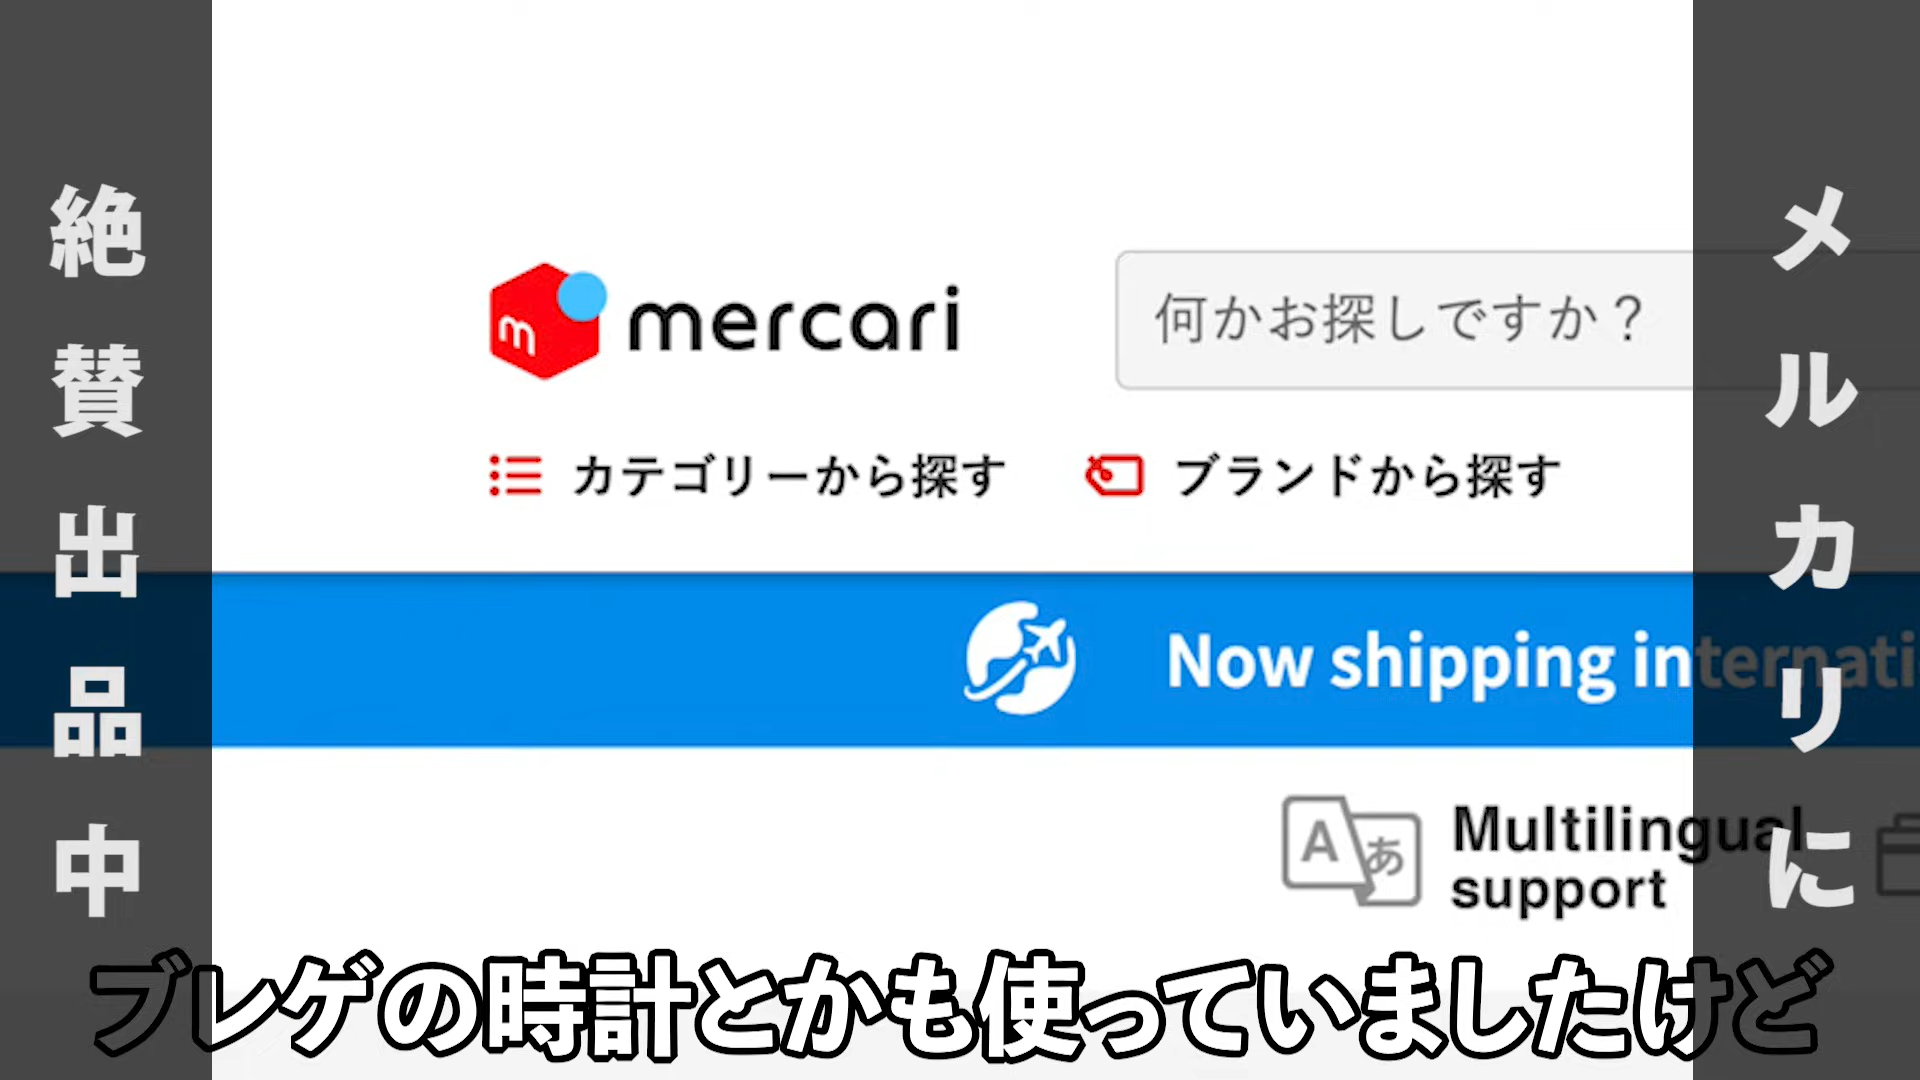 メルカリに
絶賛出品中
m mercari
何かお探しですか？
カテゴリーから探す
ブランドから探す
Now shipping internati
A あ
Multilingual
support
ブレゲの時計とかも使っていましたけど